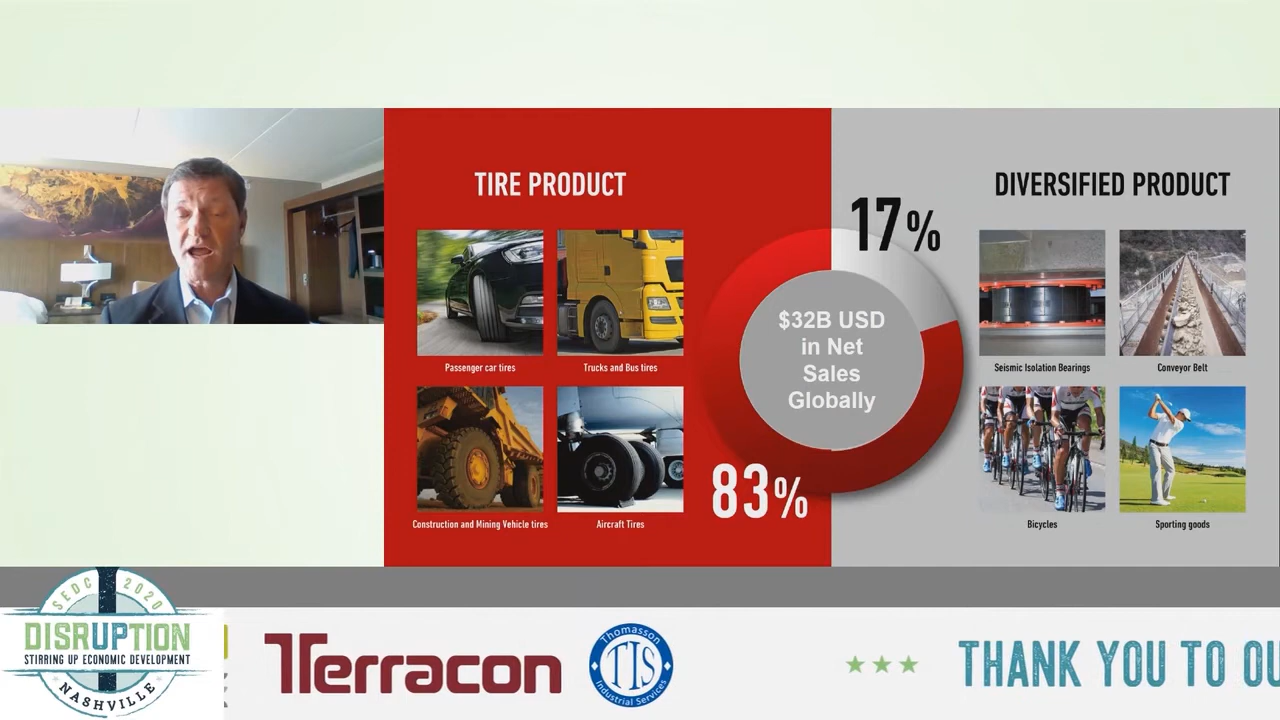 TIRE PRODUCT
Passenger car tires
Trucks and Bus tires
Construction and Mining Vehicle tires
Aircraft Tires
83%
17%
$32B USD
in Net
Sales
Globally
DIVERSIFIED PRODUCT
Seismic Isolation Bearings
Conveyor Belt
Bicycles
Sporting goods
SEDC 2020
DISRUPTION
STIRRING UP ECONOMIC DEVELOPMENT
NASHVILLE
Terracon
Thomasson
TIS
Industrial Services
THANK YOU TO OU